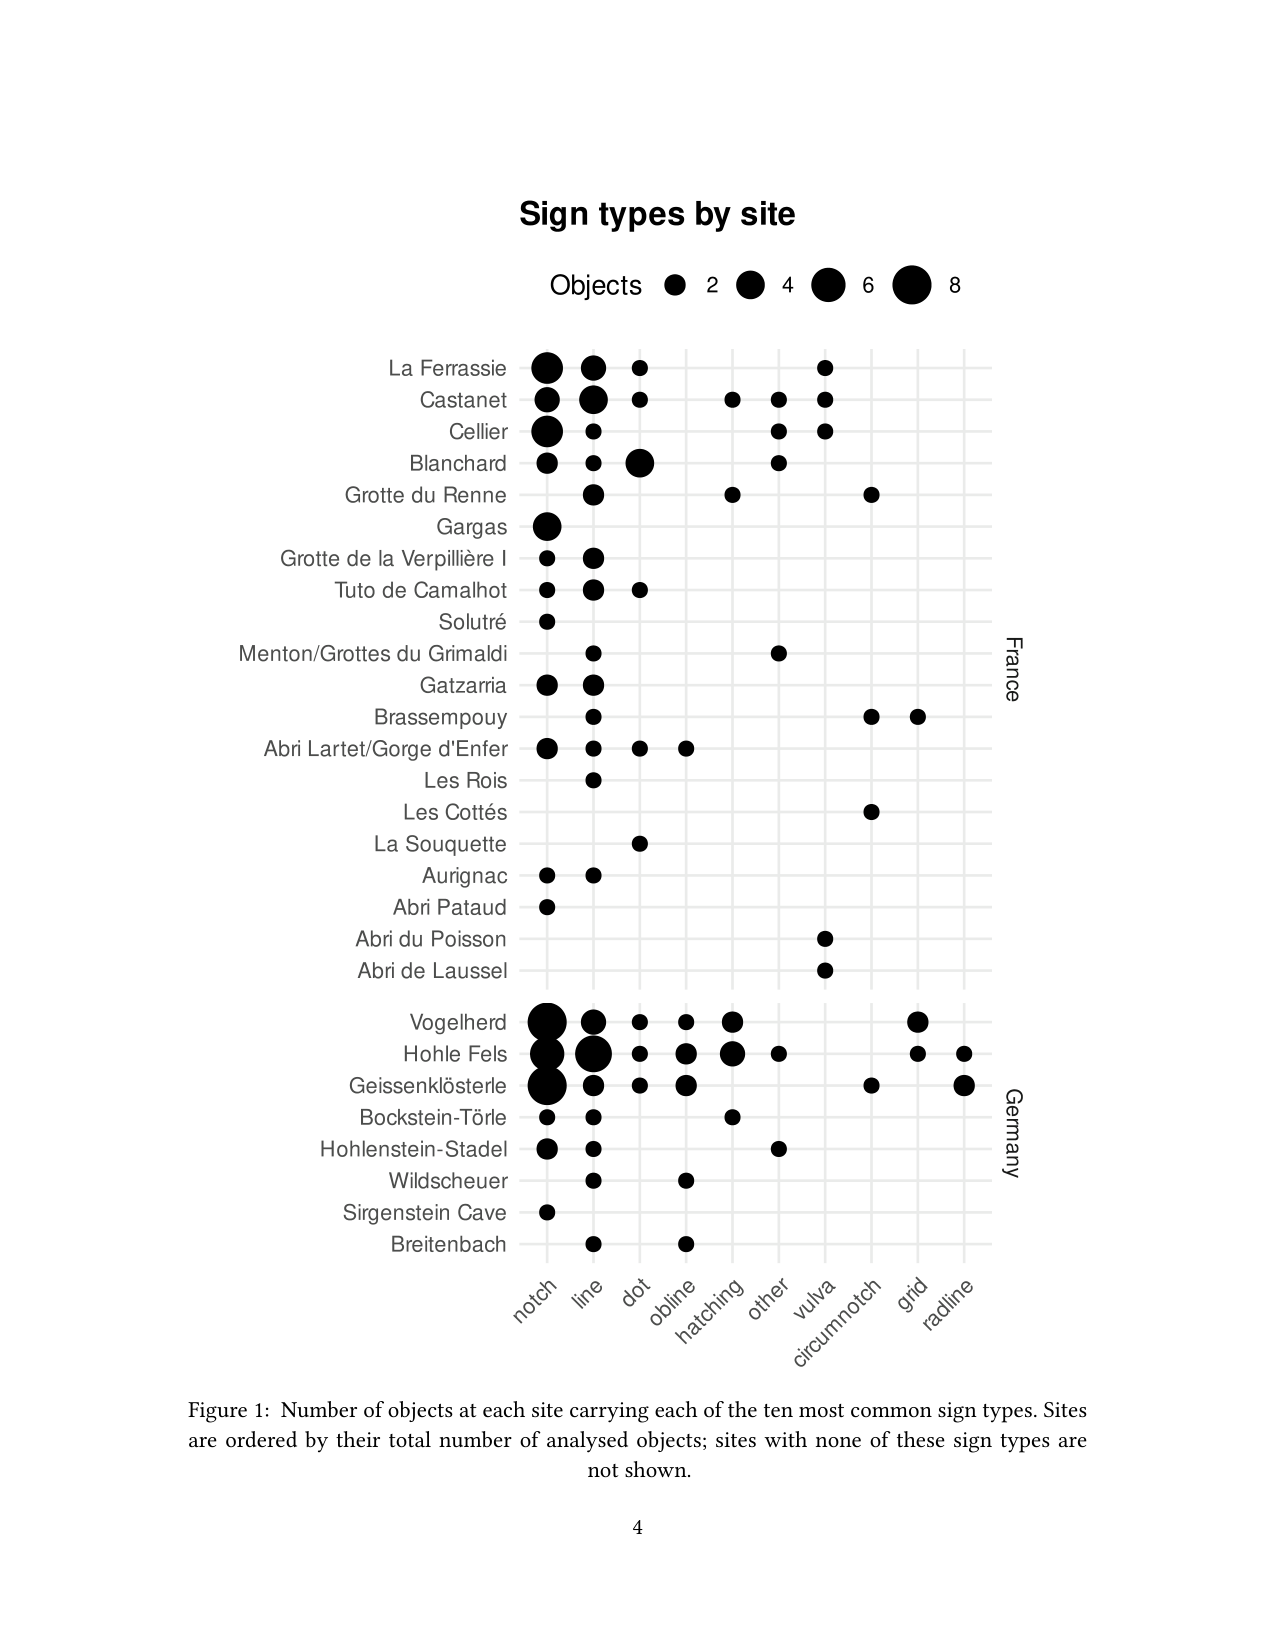 Sign types by site
Objects 2 4 6 8
La Ferrassie
Castanet
Cellier
Blanchard
Grotte du Renne
Gargas
Grotte de la Verpillière I
Tuto de Camalhot
Solutré
Menton/Grottes du Grimaldi
Gatzarria
Brassempouy
Abri Lartet/Gorge d'Enfer
Les Rois
Les Cottés
La Souquette
Aurignac
Abri Pataud
Abri du Poisson
Abri de Laussel
France
Vogelherd
Hohle Fels
Geissenklösterle
Bockstein-Törle
Hohlenstein-Stadel
Wildscheuer
Sirgenstein Cave
Breitenbach
Germany
notch
line
dot
obline
hatching
other
vulva
circumnotch
grid
radline
Figure 1: Number of objects at each site carrying each of the ten most common sign types. Sites
are ordered by their total number of analysed objects; sites with none of these sign types are
not shown.
4